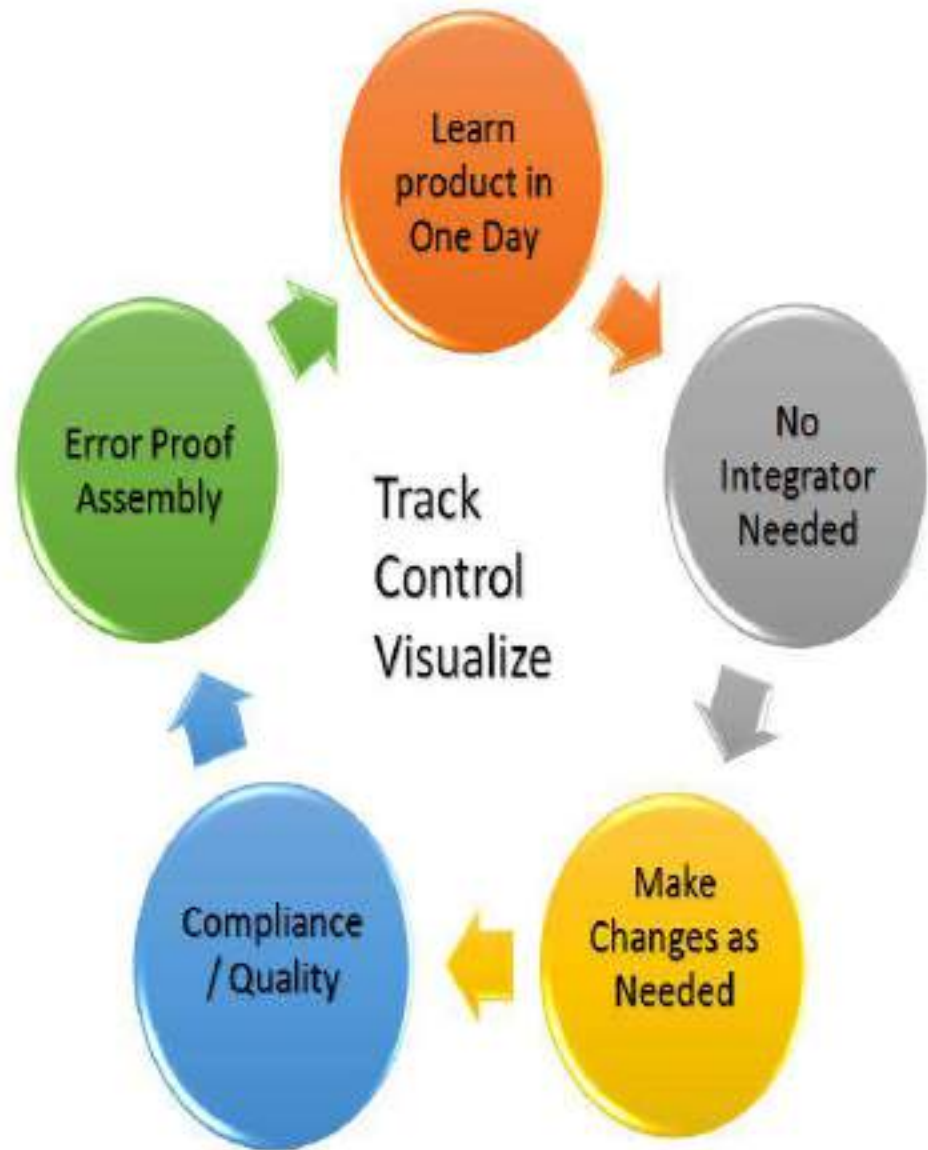 Learn
product in
One Day
No
Integrator
Needed
Make
Changes as
Needed
Compliance
/ Quality
Error Proof
Assembly
Track
Control
Visualize